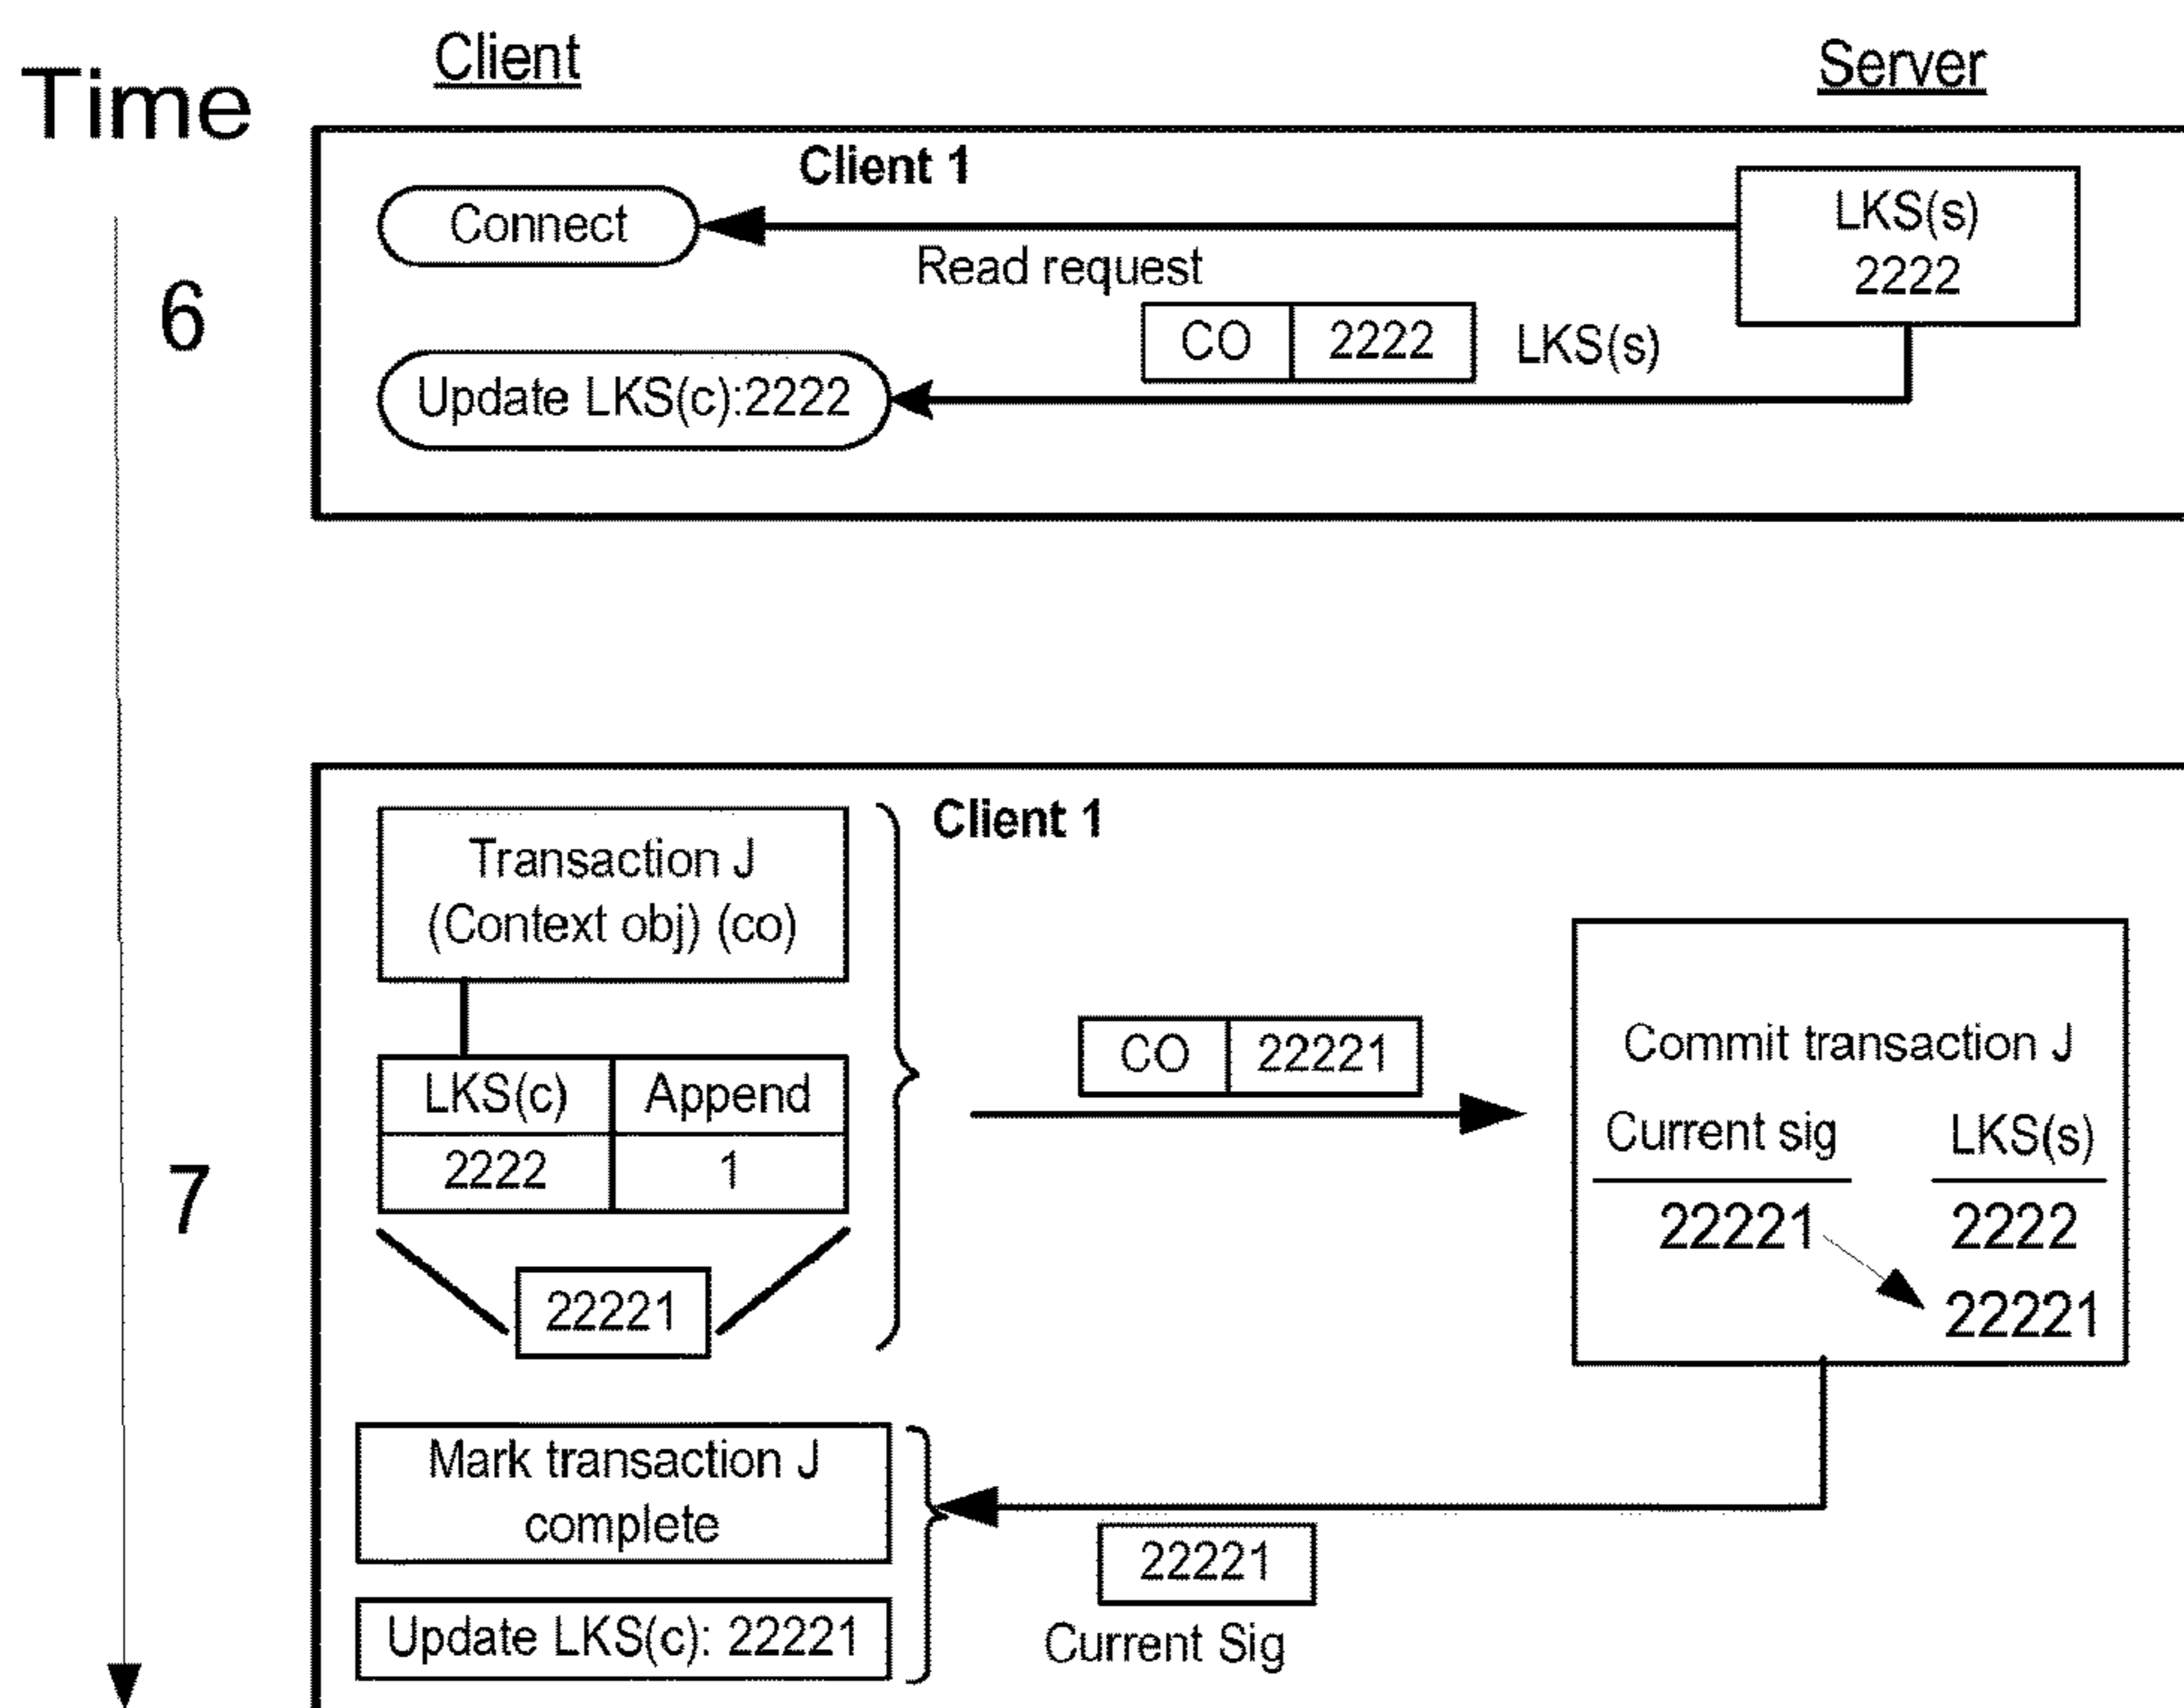 Time
Client
Server
6
Client 1
Connect
Read request
LKS(s)
2222
CO 2222 LKS(s)
Update LKS(c):2222
7
Client 1
Transaction J
(Context obj) (co)
LKS(c) Append
2222 1
22221
CO 22221
Commit transaction J
Current sig LKS(s)
22221 2222
22221
Mark transaction J
complete
22221
Current Sig
Update LKS(c): 22221